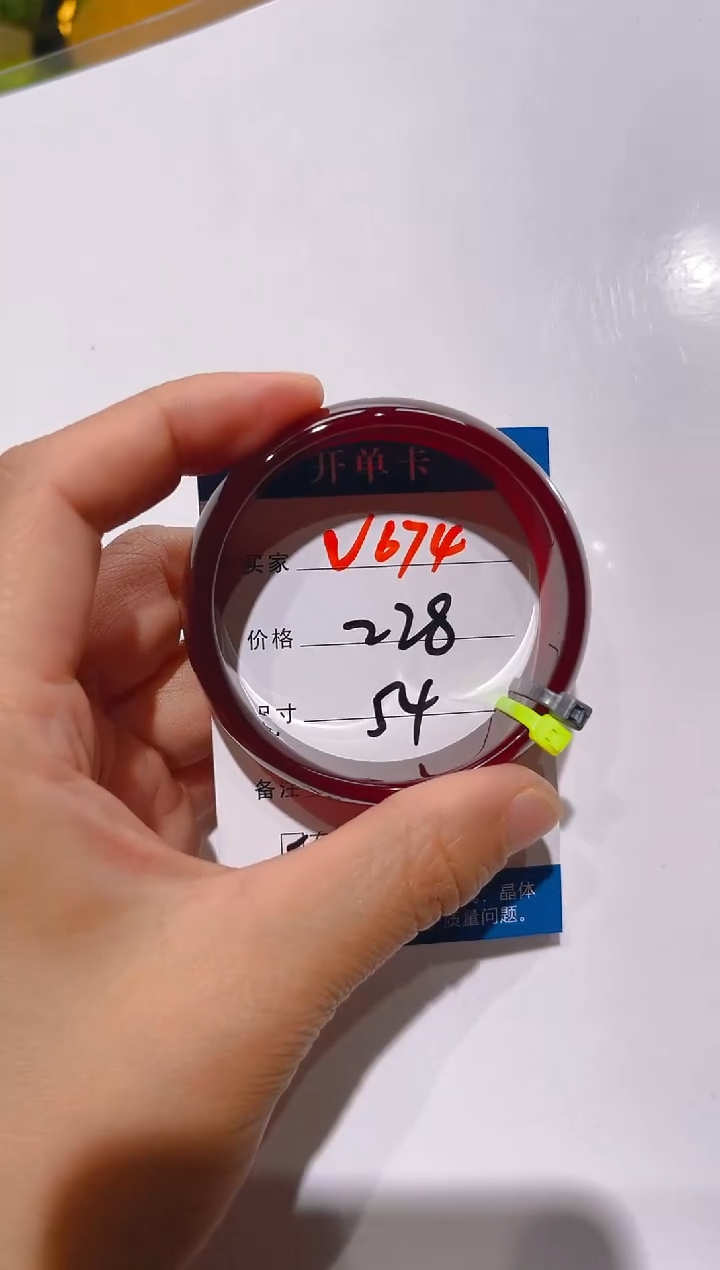 开单卡
买家 V674
价格 228
尺寸 54
备注
晶体
质量问题。